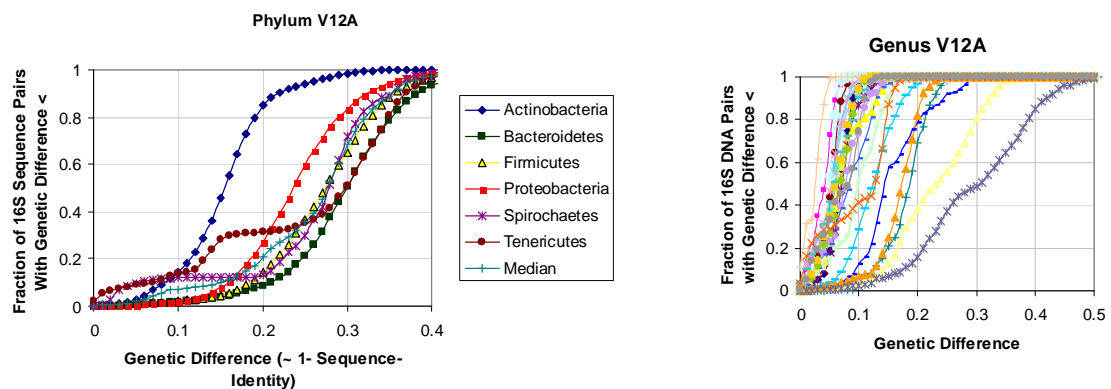 Phylum V12A
Fraction of 16S Sequence Pairs
With Genetic Difference <
1
0.8
0.6
0.4
0.2
0
0
0.1
0.2
0.3
0.4
Genetic Difference (~ 1- Sequence-
Identity)
Actinobacteria
Bacteroidetes
Firmicutes
Proteobacteria
Spirochaetes
Tenericutes
Median
Genus V12A
Fraction of 16S DNA Pairs
with Genetic Difference <
1
0.8
0.6
0.4
0.2
0
0
0.1
0.2
0.3
0.4
0.5
Genetic Difference